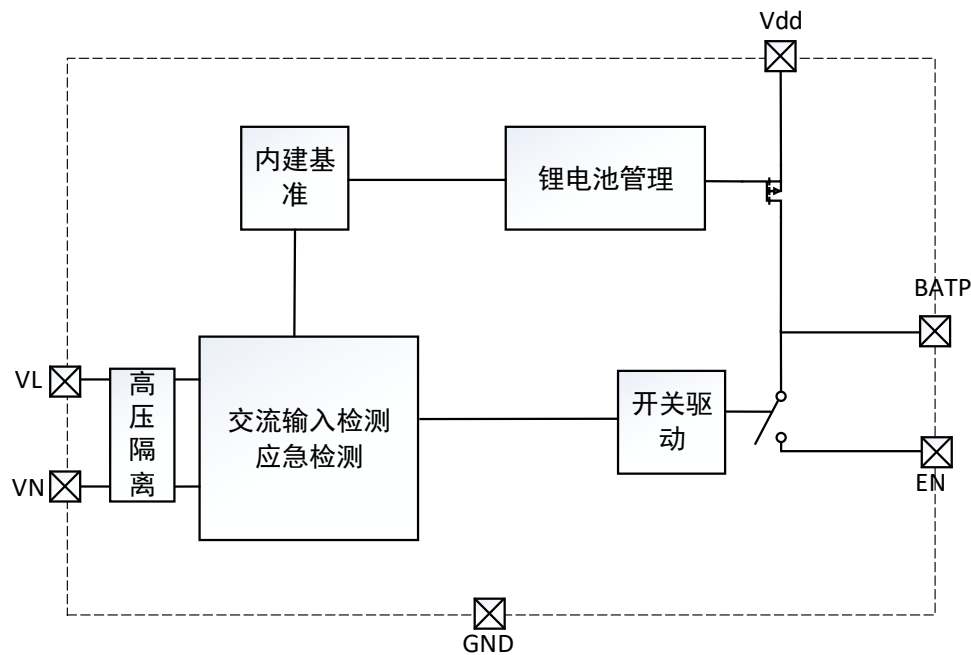 Vdd
内建基
准
锂电池管理
BATP
VL
高
压
隔
离
交流输入检测
应急检测
开关驱
动
VN
EN
GND